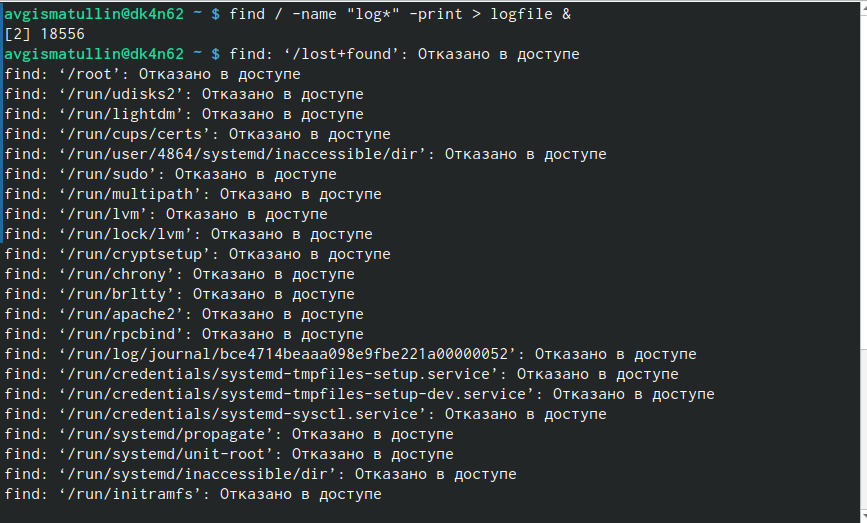 avgismatullin@dk4n62 ~ $ find / -name "log*" -print > logfile &
[2] 18556
avgismatullin@dk4n62 ~ $ find: ‘/lost+found’: Отказано в доступе
find: ‘/root’: Отказано в доступе
find: ‘/run/udisks2’: Отказано в доступе
find: ‘/run/lightdm’: Отказано в доступе
find: ‘/run/cups/certs’: Отказано в доступе
find: ‘/run/user/4864/systemd/inaccessible/dir’: Отказано в доступе
find: ‘/run/sudo’: Отказано в доступе
find: ‘/run/multipath’: Отказано в доступе
find: ‘/run/lvm’: Отказано в доступе
find: ‘/run/lock/lvm’: Отказано в доступе
find: ‘/run/cryptsetup’: Отказано в доступе
find: ‘/run/chrony’: Отказано в доступе
find: ‘/run/brltty’: Отказано в доступе
find: ‘/run/apache2’: Отказано в доступе
find: ‘/run/rpcbind’: Отказано в доступе
find: ‘/run/log/journal/bce4714beaaa098e9fbe221a00000052’: Отказано в доступе
find: ‘/run/credentials/systemd-tmpfiles-setup.service’: Отказано в доступе
find: ‘/run/credentials/systemd-tmpfiles-setup-dev.service’: Отказано в доступе
find: ‘/run/credentials/systemd-sysctl.service’: Отказано в доступе
find: ‘/run/systemd/propagate’: Отказано в доступе
find: ‘/run/systemd/unit-root’: Отказано в доступе
find: ‘/run/systemd/inaccessible/dir’: Отказано в доступе
find: ‘/run/initramfs’: Отказано в доступе